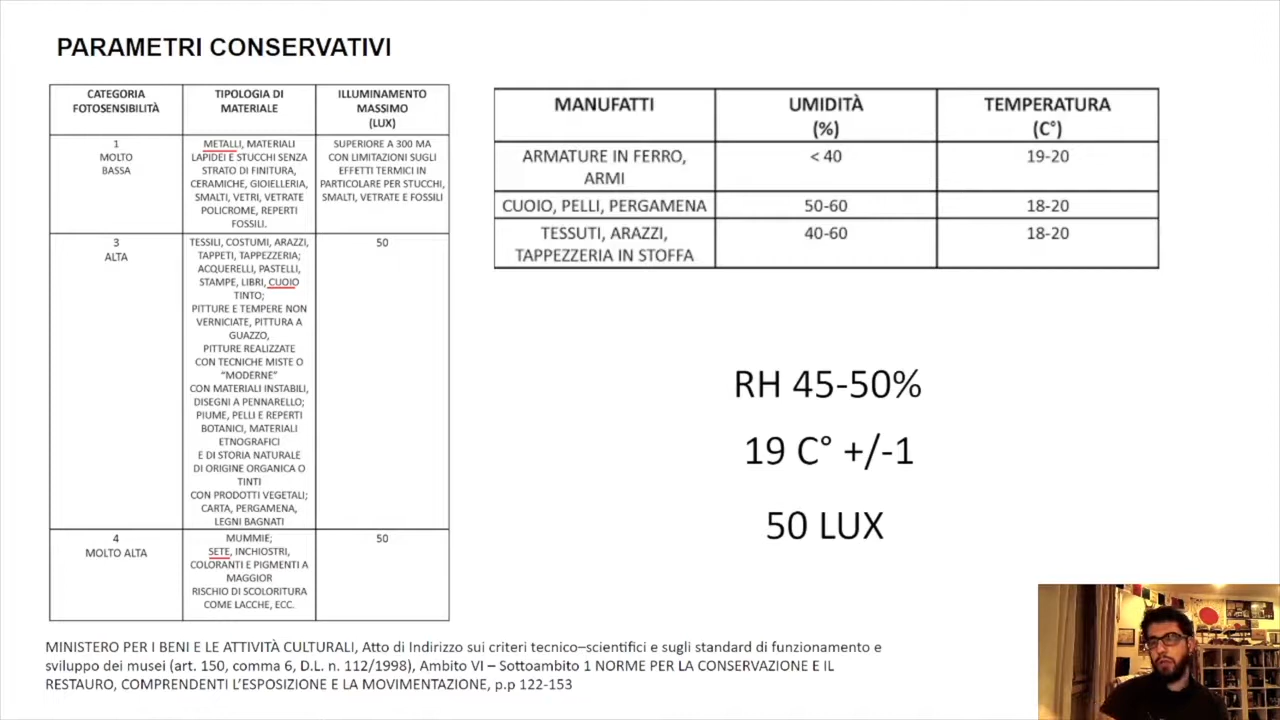 PARAMETRI CONSERVATIVI
CATEGORIA
FOTOSENSIBILITÀ
TIPOLOGIA DI
MATERIALE
ILLUMINAMENTO
MASSIMO
(LUX)
1
MOLTO
BASSA
METALLI, MATERIALI
LAPIDEI E STUCCHI SENZA
STRATO DI FINITURA,
CERAMICHE, GIOIELLERIA,
SMALTI, VETRI, VETRATE
POLICROME, REPERTI
FOSSILI.
SUPERIORE A 300 MA
CON LIMITAZIONI SUGLI
EFFETTI TERMICI IN
PARTICOLARE PER STUCCHI,
SMALTI, VETRATE E FOSSILI
3
ALTA
TESSILI, COSTUMI, ARAZZI,
TAPPETI, TAPPEZZERIA;
ACQUERELLI, PASTELLI,
STAMPE, LIBRI, CUOIO
TINTO;
PITTURE E TEMPERE NON
VERNICIATE, PITTURA A
GUAZZO,
PITTURE REALIZZATE
CON TECNICHE MISTE O
“MODERNE”
CON MATERIALI INSTABILI,
DISEGNI A PENNARELLO;
PIUME, PELLI E REPERTI
BOTANICI, MATERIALI
ETNOGRAFICI
E DI STORIA NATURALE
DI ORIGINE ORGANICA O
TINTI
CON PRODOTTI VEGETALI;
CARTA, PERGAMENA,
LEGNI BAGNATI
50
4
MOLTO ALTA
MUMMIE;
SETE, INCHIOSTRI,
COLORANTI E PIGMENTI A
MAGGIOR
RISCHIO DI SCOLORITURA
COME LACCHE, ECC.
50
MANUFATTI
UMIDITÀ
(%)
TEMPERATURA
(C°)
ARMATURE IN FERRO,
ARMI
< 40
19-20
CUOIO, PELLI, PERGAMENA
50-60
18-20
TESSUTI, ARAZZI,
TAPPEZZERIA IN STOFFA
40-60
18-20
RH 45-50%
19 C° +/-1
50 LUX
MINISTERO PER I BENI E LE ATTIVITÀ CULTURALI, Atto di Indirizzo sui criteri tecnico–scientifici e sugli standard di funzionamento e
sviluppo dei musei (art. 150, comma 6, D.L. n. 112/1998), Ambito VI – Sottoambito 1 NORME PER LA CONSERVAZIONE E IL
RESTAURO, COMPRENDENTI L’ESPOSIZIONE E LA MOVIMENTAZIONE, p.p 122-153